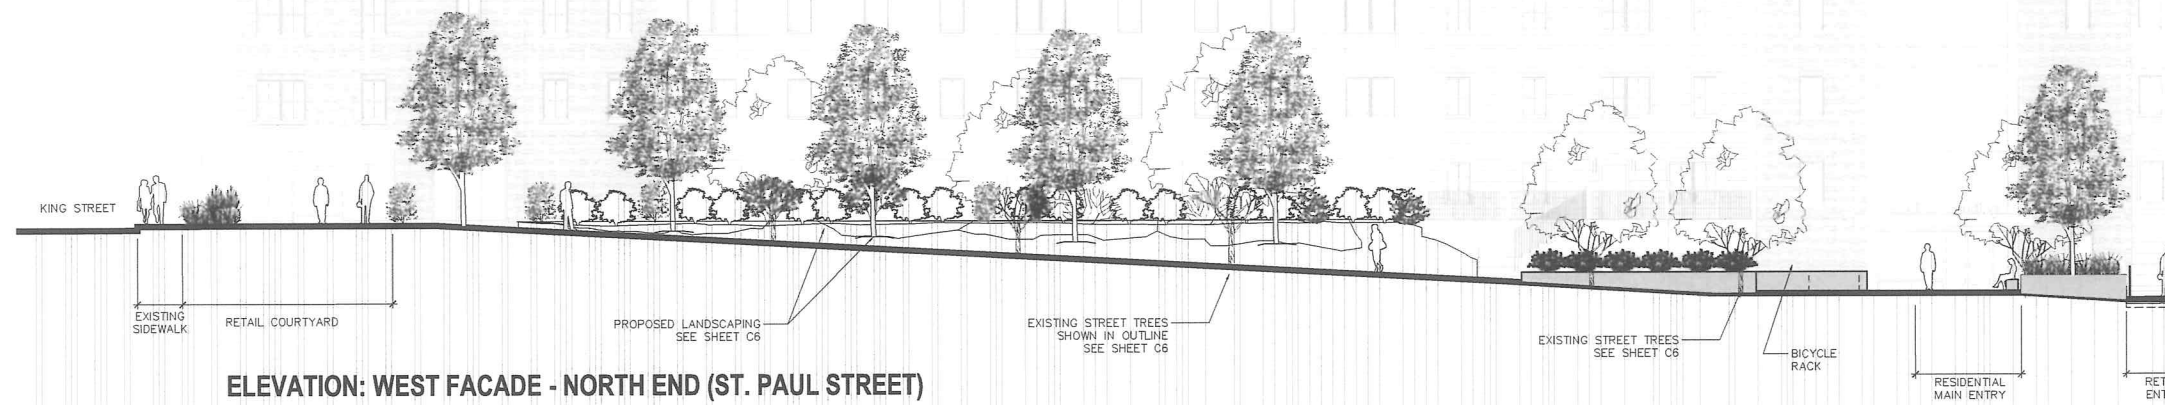 KING STREET
EXISTING
SIDEWALK
RETAIL COURTYARD
PROPOSED LANDSCAPING
SEE SHEET C6
EXISTING STREET TREES
SHOWN IN OUTLINE
SEE SHEET C6
EXISTING STREET TREES
SEE SHEET C6
BICYCLE
RACK
RESIDENTIAL
MAIN ENTRY
RET
ENT
ELEVATION: WEST FACADE - NORTH END (ST. PAUL STREET)